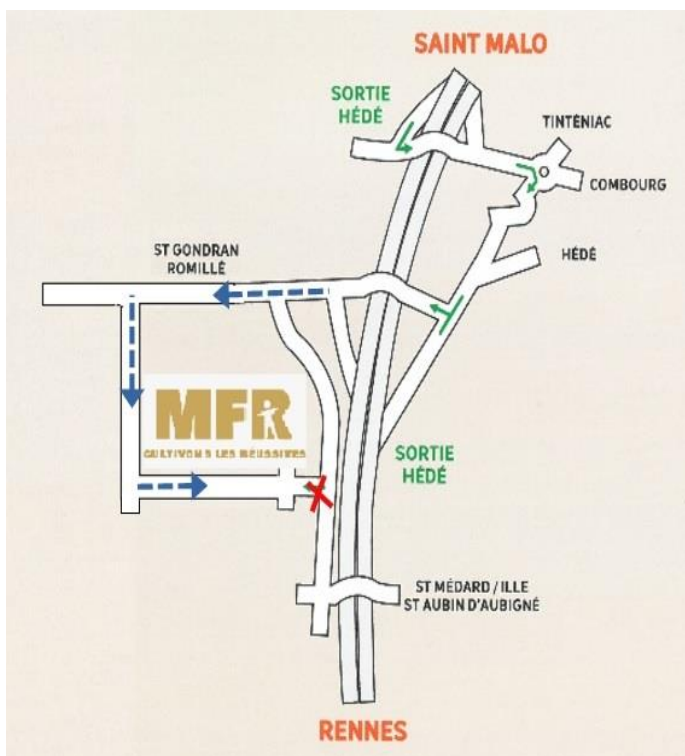 SAINT MALO
SORTIE
HÉDÉ
TINTÉNIAC
COMBOURG
HÉDÉ
ST GONDRAN
ROMILLÉ
MFR
CULTIVONS LES RÉUSSITES
SORTIE
HÉDÉ
ST MÉDARD / ILLE
ST AUBIN D'AUBIGNÉ
RENNES